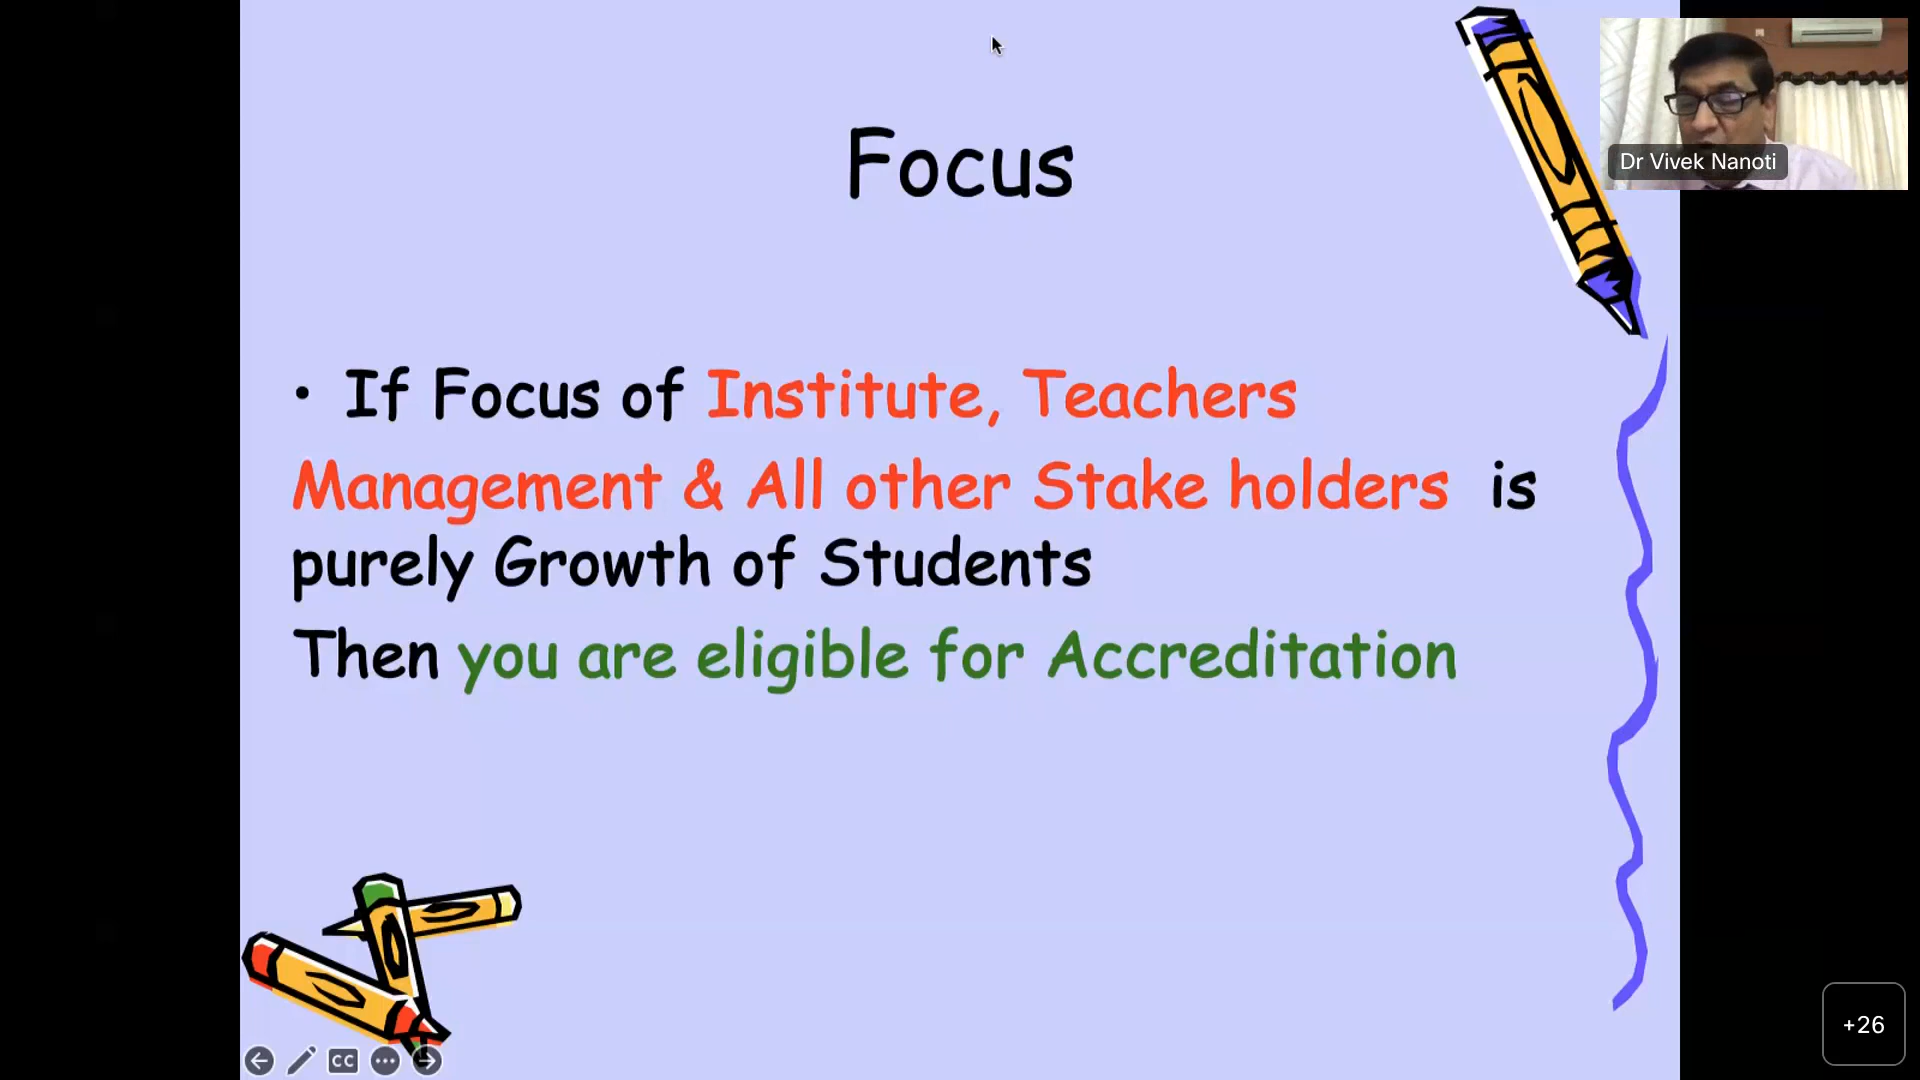 Focus
• If Focus of Institute, Teachers
Management & All other Stake holders is
purely Growth of Students
Then you are eligible for Accreditation
Dr Vivek Nanoti
CC
+26